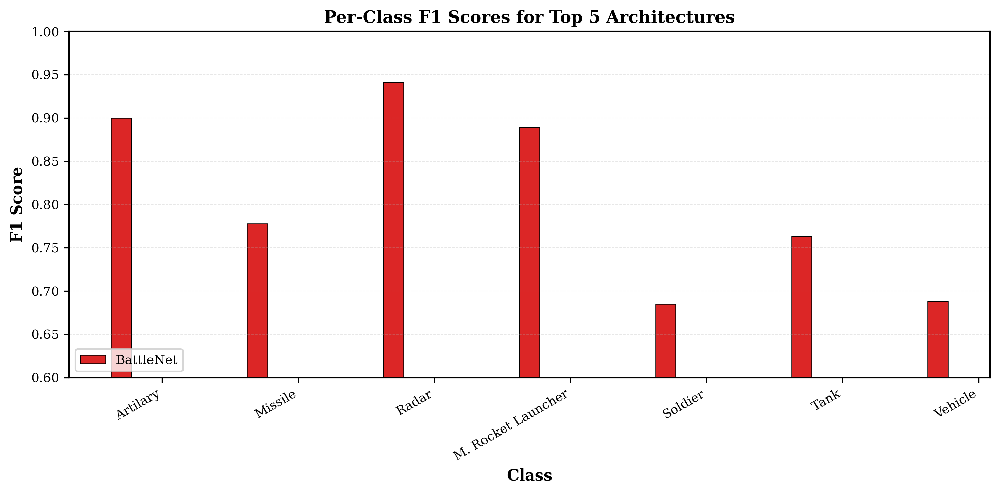 Per-Class F1 Scores for Top 5 Architectures
1.00
0.95
0.90
0.85
0.80
0.75
0.70
0.65
0.60
F1 Score
BattleNet
Artilary
Missile
Radar
M. Rocket Launcher
Soldier
Tank
Vehicle
Class